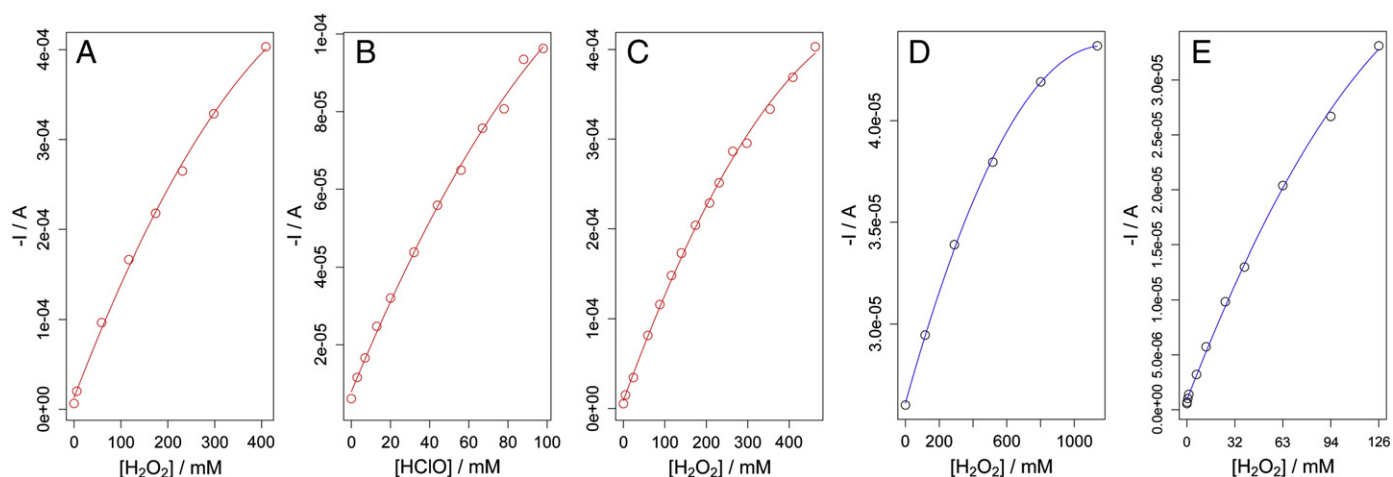 A
-I / A
0e+00
1e-04
2e-04
3e-04
4e-04
0 100 200 300 400
[H₂O₂] / mM
B
-I / A
2e-05
4e-05
6e-05
8e-05
1e-04
0 20 40 60 80 100
[HClO] / mM
C
-I / A
0e+00
1e-04
2e-04
3e-04
4e-04
0 100 200 300 400
[H₂O₂] / mM
D
-I / A
3.0e-05
3.5e-05
4.0e-05
0 200 600 1000
[H₂O₂] / mM
E
-I / A
0.0e+00
5.0e-06
1.0e-05
1.5e-05
2.0e-05
2.5e-05
3.0e-05
0 32 63 94 126
[H₂O₂] / mM